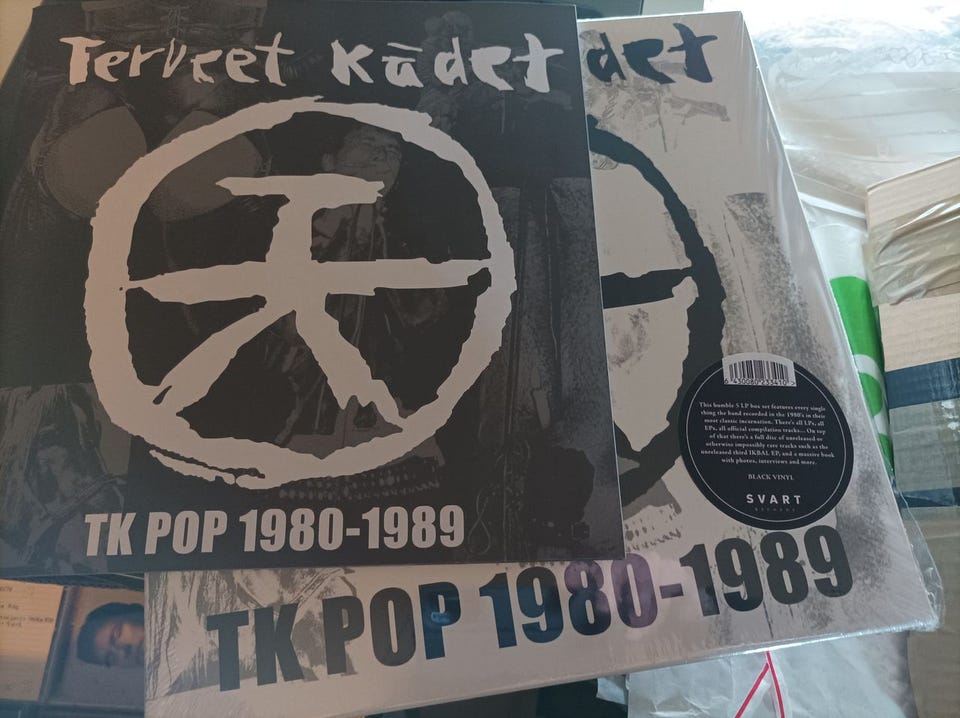 Terveet Kädet
det
6430080233410
This humble 5 LP box set features every single
thing the band recorded in the 1980's in their
most classic incarnation. There's all LPs, all
EPs, all official compilation tracks... On top
of that there's a full disc of unreleased or
otherwise impossibly rare tracks such as the
unreleased third IKBAL EP, and a massive book
with photos, interviews and more.
BLACK VINYL
SVART
RECORDS
TK POP 1980-1989
TK POP 1980-1989